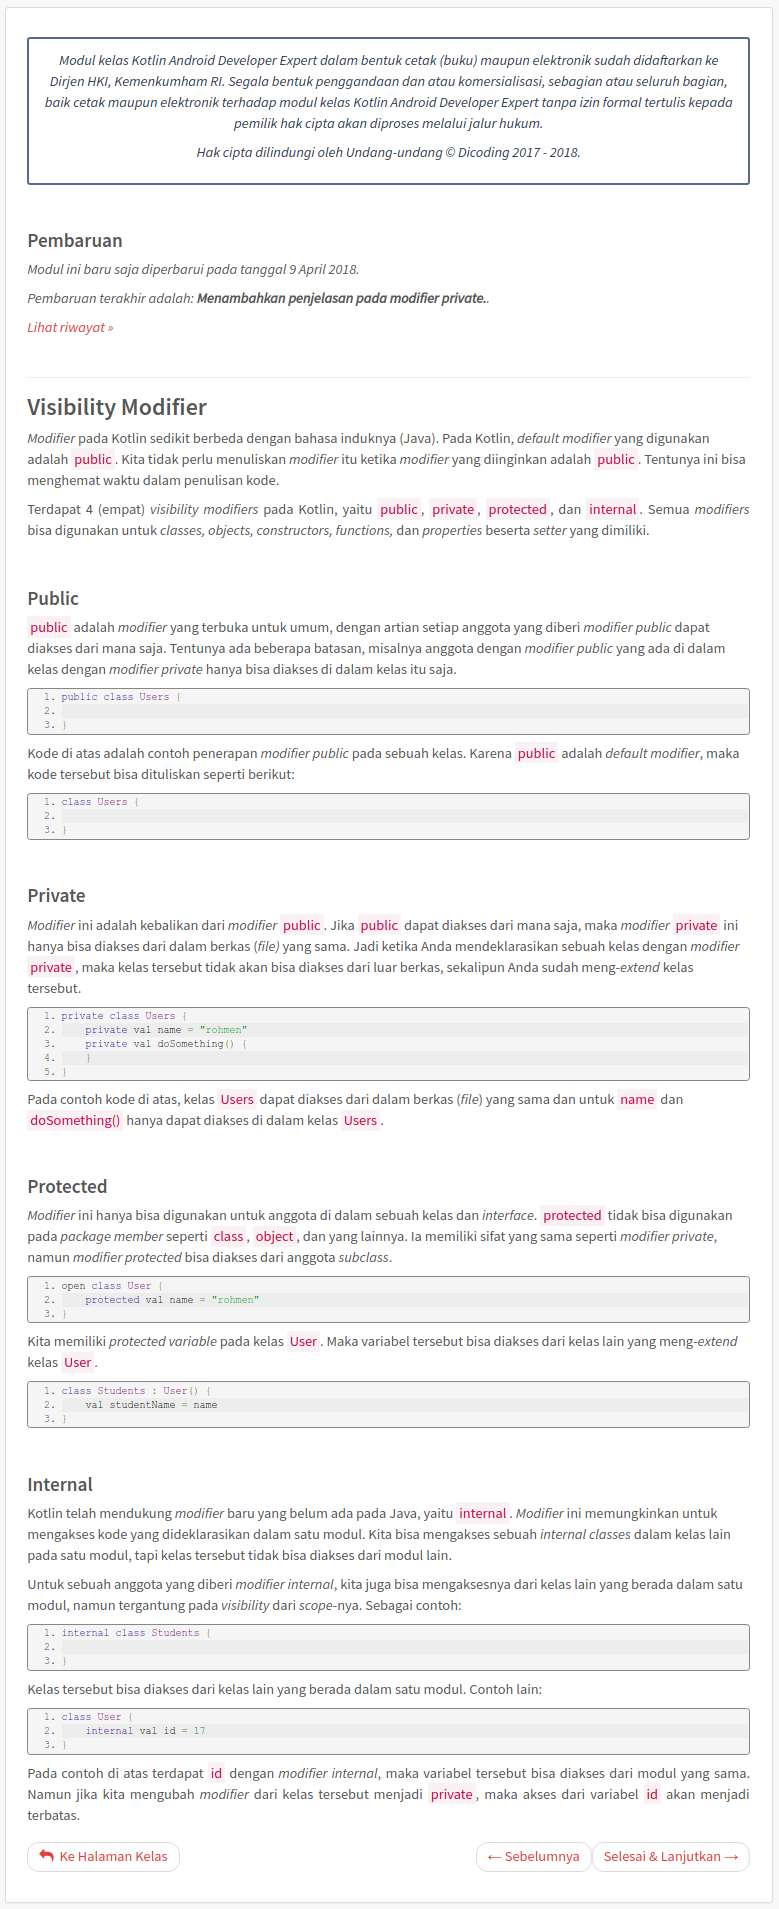 Modul kelas Kotlin Android Developer Expert dalam bentuk cetak (buku) maupun elektronik sudah didaftarkan ke
Dirjen HKI, Kemenkumham RI. Segala bentuk penggandaan dan atau komersialisasi, sebagian atau seluruh bagian,
baik cetak maupun elektronik terhadap modul kelas Kotlin Android Developer Expert tanpa izin formal tertulis kepada
pemilik hak cipta akan diproses melalui jalur hukum.
Hak cipta dilindungi oleh Undang-undang © Dicoding 2017 - 2018.
Pembaruan
Modul ini baru saja diperbarui pada tanggal 9 April 2018.
Pembaruan terakhir adalah: Menambahkan penjelasan pada modifier private..
Lihat riwayat »
Visibility Modifier
Modifier pada Kotlin sedikit berbeda dengan bahasa induknya (Java). Pada Kotlin, default modifier yang digunakan
adalah public. Kita tidak perlu menuliskan modifier itu ketika modifier yang diinginkan adalah public. Tentunya ini bisa
menghemat waktu dalam penulisan kode.
Terdapat 4 (empat) visibility modifiers pada Kotlin, yaitu public, private, protected, dan internal. Semua modifiers
bisa digunakan untuk classes, objects, constructors, functions, dan properties beserta setter yang dimiliki.
Public
public adalah modifier yang terbuka untuk umum, dengan artian setiap anggota yang diberi modifier public dapat
diakses dari mana saja. Tentunya ada beberapa batasan, misalnya anggota dengan modifier public yang ada di dalam
kelas dengan modifier private hanya bisa diakses di dalam kelas itu saja.
1. public class Users {
2.
3. }
Kode di atas adalah contoh penerapan modifier public pada sebuah kelas. Karena public adalah default modifier, maka
kode tersebut bisa dituliskan seperti berikut:
1. class Users {
2.
3. }
Private
Modifier ini adalah kebalikan dari modifier public. Jika public dapat diakses dari mana saja, maka modifier private ini
hanya bisa diakses dari dalam berkas (file) yang sama. Jadi ketika Anda mendeklarasikan sebuah kelas dengan modifier
private, maka kelas tersebut tidak akan bisa diakses dari luar berkas, sekalipun Anda sudah meng-extend kelas
tersebut.
1. private class Users {
2. private val name = "rohmen"
3. private val doSomething() {
4. }
5. }
Pada contoh kode di atas, kelas Users dapat diakses dari dalam berkas (file) yang sama dan untuk name dan
doSomething() hanya dapat diakses di dalam kelas Users.
Protected
Modifier ini hanya bisa digunakan untuk anggota di dalam sebuah kelas dan interface. protected tidak bisa digunakan
pada package member seperti class, object, dan yang lainnya. Ia memiliki sifat yang sama seperti modifier private,
namun modifier protected bisa diakses dari anggota subclass.
1. open class User {
2. protected val name = "rohmen"
3. }
Kita memiliki protected variable pada kelas User. Maka variabel tersebut bisa diakses dari kelas lain yang meng-extend
kelas User.
1. class Students : User() {
2. val studentName = name
3. }
Internal
Kotlin telah mendukung modifier baru yang belum ada pada Java, yaitu internal. Modifier ini memungkinkan untuk
mengakses kode yang dideklarasikan dalam satu modul. Kita bisa mengakses sebuah internal classes dalam kelas lain
pada satu modul, tapi kelas tersebut tidak bisa diakses dari modul lain.
Untuk sebuah anggota yang diberi modifier internal, kita juga bisa mengaksesnya dari kelas lain yang berada dalam satu
modul, namun tergantung pada visibility dari scope-nya. Sebagai contoh:
1. internal class Students {
2.
3. }
Kelas tersebut bisa diakses dari kelas lain yang berada dalam satu modul. Contoh lain:
1. class User {
2. internal val id = 17
3. }
Pada contoh di atas terdapat id dengan modifier internal, maka variabel tersebut bisa diakses dari modul yang sama.
Namun jika kita mengubah modifier dari kelas tersebut menjadi private, maka akses dari variabel id akan menjadi
terbatas.
Ke Halaman Kelas
← Sebelumnya
Selesai & Lanjutkan →